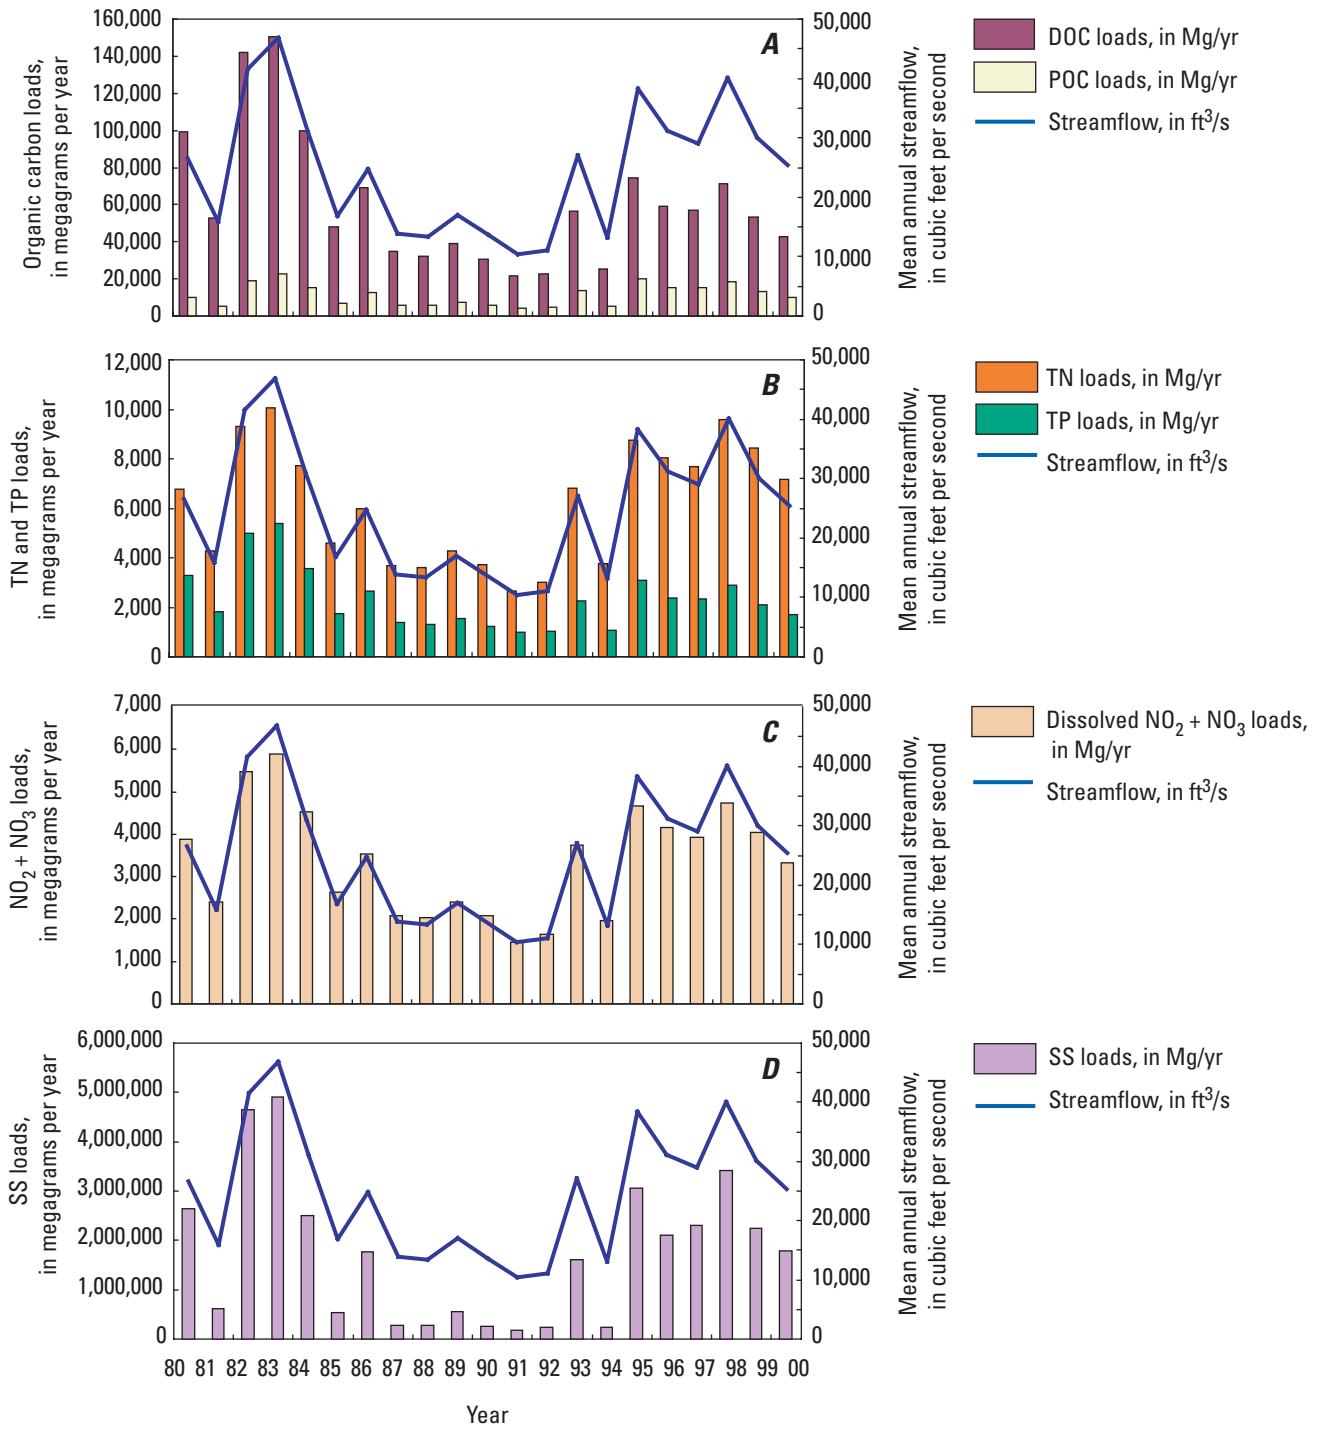 160,000
140,000
120,000
100,000
80,000
60,000
40,000
20,000
0
Organic carbon loads,
in megagrams per year
A
50,000
40,000
30,000
20,000
10,000
0
Mean annual streamflow,
in cubic feet per second
DOC loads, in Mg/yr
POC loads, in Mg/yr
Streamflow, in ft³/s
12,000
10,000
8,000
6,000
4,000
2,000
0
TN and TP loads,
in megagrams per year
B
50,000
40,000
30,000
20,000
10,000
0
Mean annual streamflow,
in cubic feet per second
TN loads, in Mg/yr
TP loads, in Mg/yr
Streamflow, in ft³/s
7,000
6,000
5,000
4,000
3,000
2,000
1,000
0
NO₂ + NO₃ loads,
in megagrams per year
C
50,000
40,000
30,000
20,000
10,000
0
Mean annual streamflow,
in cubic feet per second
Dissolved NO₂ + NO₃ loads,
in Mg/yr
Streamflow, in ft³/s
6,000,000
5,000,000
4,000,000
3,000,000
2,000,000
1,000,000
0
SS loads,
in megagrams per year
D
50,000
40,000
30,000
20,000
10,000
0
Mean annual streamflow,
in cubic feet per second
SS loads, in Mg/yr
Streamflow, in ft³/s
80 81 82 83 84 85 86 87 88 89 90 91 92 93 94 95 96 97 98 99 00
Year